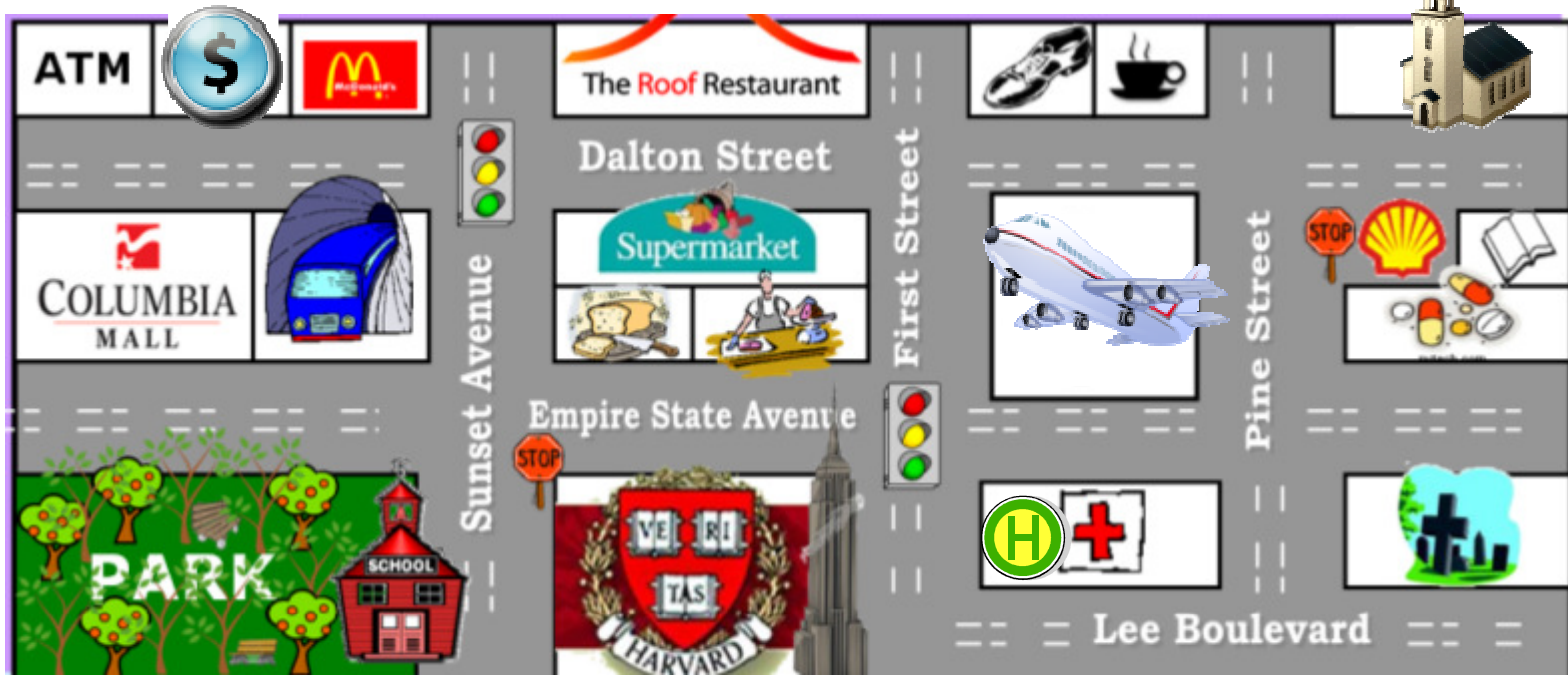 ATM
$
McDonald's
The Roof Restaurant
Dalton Street
First Street
STOP
Supermarket
COLUMBIA
MALL
Sunset Avenue
Pine Street
Empire State Avenue
STOP
VE RI
TAS
HARVARD
PARK
SCHOOL
H
Lee Boulevard